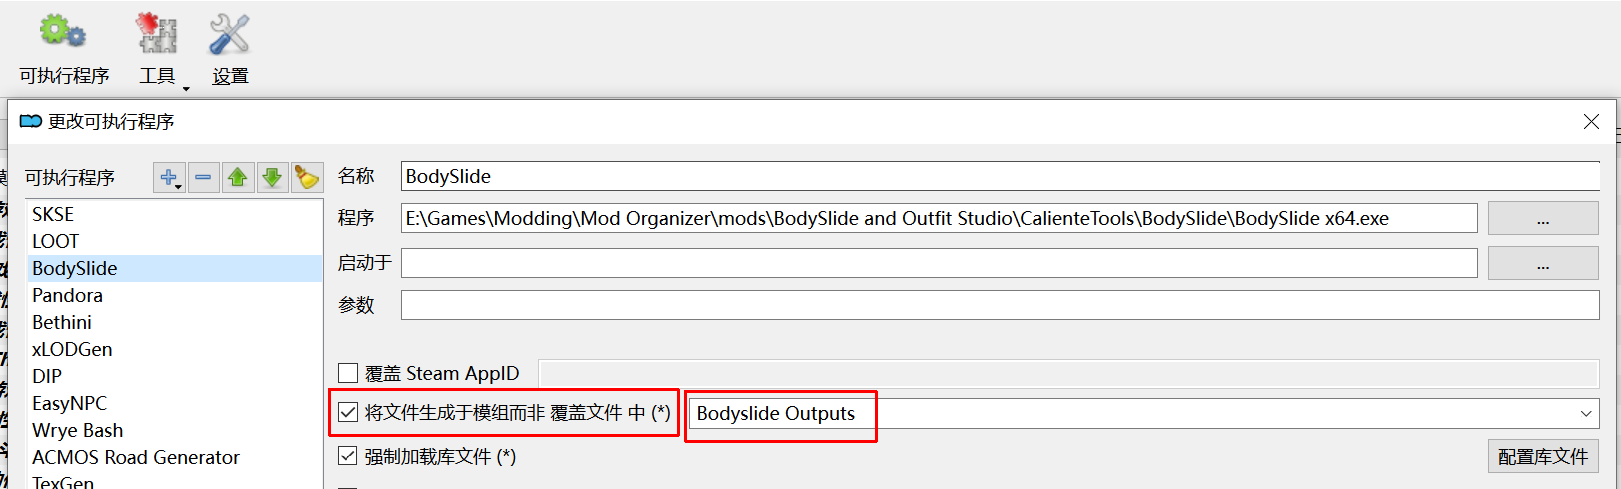 可执行程序 工具 设置
更改可执行程序
可执行程序
名称 BodySlide
程序 E:\Games\Modding\Mod Organizer\mods\BodySlide and Outfit Studio\CalienteTools\BodySlide\BodySlide x64.exe ...
启动于 ...
参数
SKSE
LOOT
BodySlide
Pandora
Bethini
xLODGen
DIP
EasyNPC
Wrye Bash
ACMOS Road Generator
TexGen
覆盖 Steam AppID
将文件生成于模组而非 覆盖文件 中 (*) Bodyslide Outputs
强制加载库文件 (*) 配置库文件